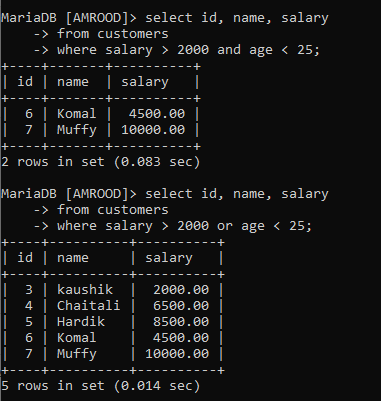 MariaDB [AMROOD]> select id, name, salary
    -> from customers
    -> where salary > 2000 and age < 25;
+----+-------+----------+
| id | name  | salary   |
+----+-------+----------+
|  6 | Komal |  4500.00 |
|  7 | Muffy | 10000.00 |
+----+-------+----------+
2 rows in set (0.083 sec)

MariaDB [AMROOD]> select id, name, salary
    -> from customers
    -> where salary > 2000 or age < 25;
+----+----------+----------+
| id | name     | salary   |
+----+----------+----------+
|  3 | kaushik  |  2000.00 |
|  4 | Chaitali |  6500.00 |
|  5 | Hardik   |  8500.00 |
|  6 | Komal    |  4500.00 |
|  7 | Muffy    | 10000.00 |
+----+----------+----------+
5 rows in set (0.014 sec)